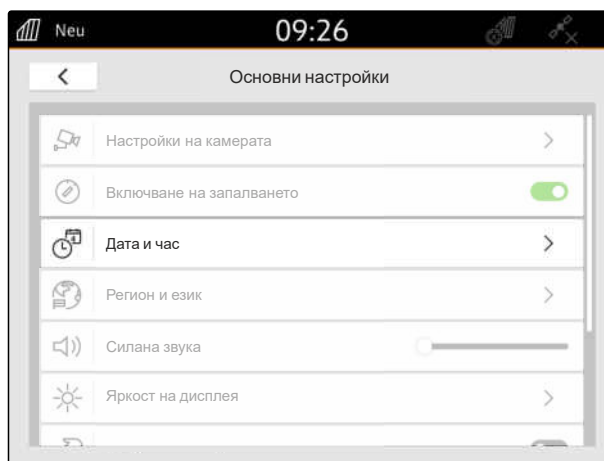 Neu
09:26
Основни настройки
Настройки на камерата
Включване на запалването
4
Дата и час
Регион и език
Силана звука
Яркост на дисплея